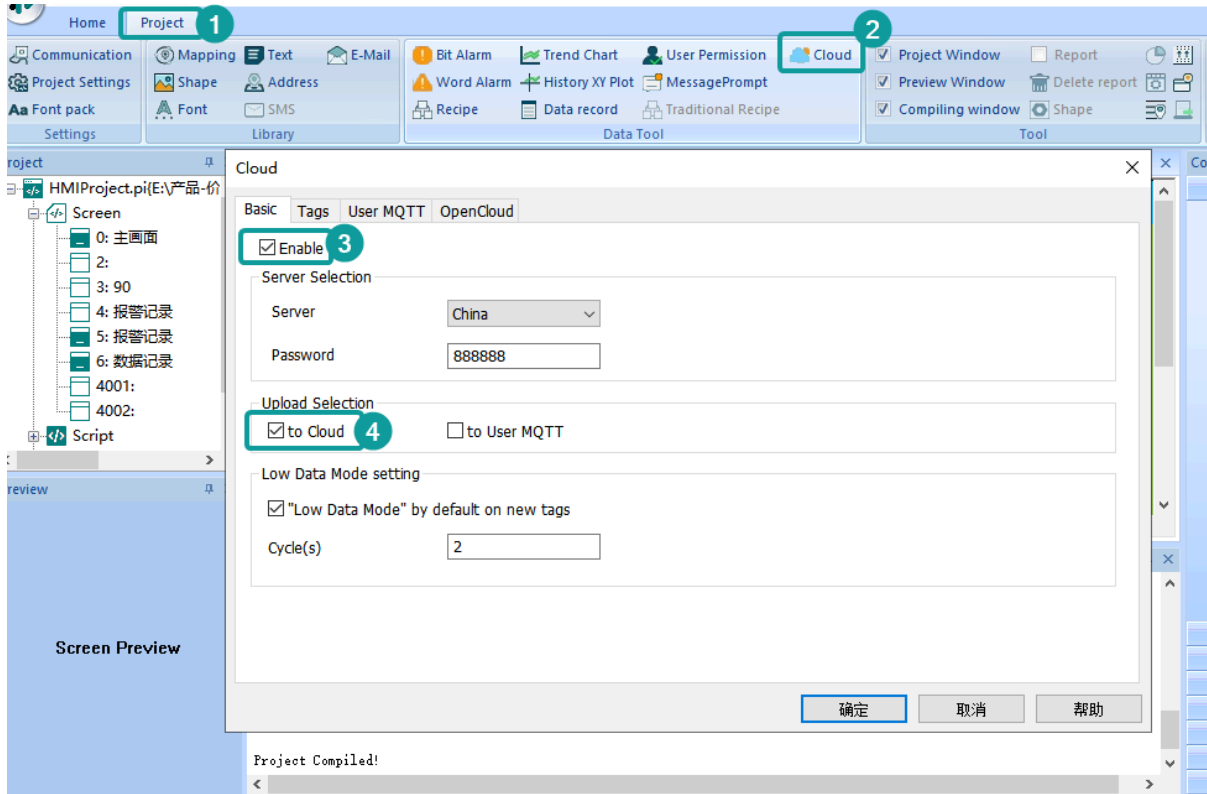 Home Project 1 2
Communication Mapping Text E-Mail Bit Alarm Trend Chart User Permission Cloud Project Window Report
Project Settings Shape Address Word Alarm History XY Plot MessagePrompt Preview Window Delete report
Aa Font pack Font SMS Recipe Data record Traditional Recipe Compiling window Shape
Settings Library Data Tool Tool
roject
HMIProject.pi{E:\产品-价
Screen
0: 主画面
2:
3: 90
4: 报警记录
5: 报警记录
6: 数据记录
4001:
4002:
Script
review
Screen Preview
Cloud
Co
Basic Tags User MQTT OpenCloud
Enable 3
Server Selection
Server China
Password 888888
Upload Selection
to Cloud 4 to User MQTT
Low Data Mode setting
"Low Data Mode" by default on new tags
Cycle(s) 2
确定 取消 帮助
Project Compiled!